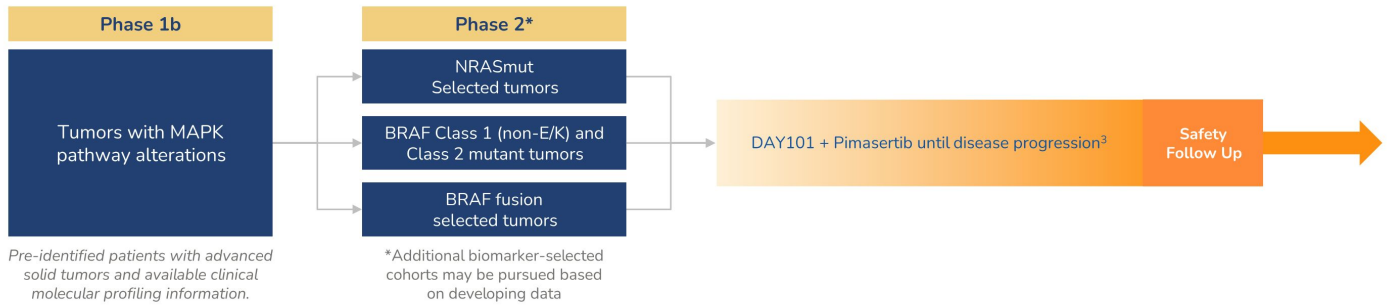 Phase 1b
Tumors with MAPK
pathway alterations
Pre-identified patients with advanced
solid tumors and available clinical
molecular profiling information.
Phase 2*
NRASmut
Selected tumors
BRAF Class 1 (non-E/K) and
Class 2 mutant tumors
BRAF fusion
selected tumors
*Additional biomarker-selected
cohorts may be pursued based
on developing data
DAY101 + Pimasertib until disease progression³
Safety
Follow Up